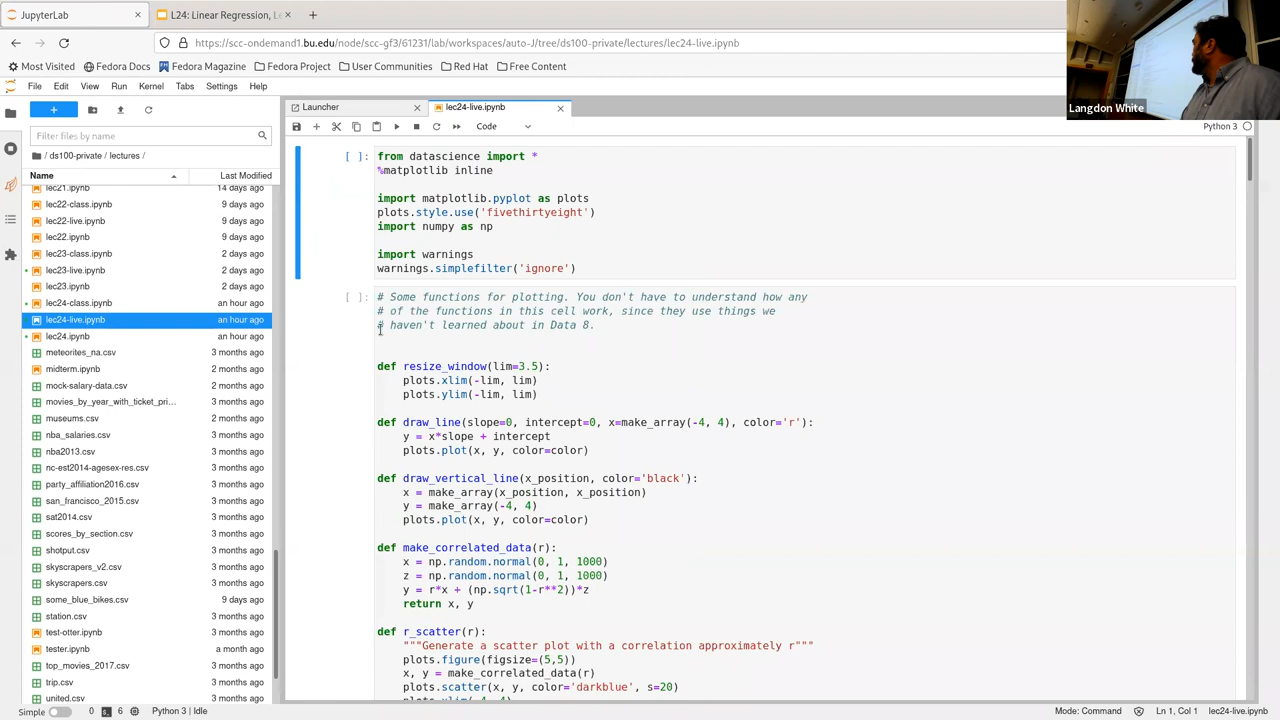 JupyterLab
L24: Linear Regression, Le
https://scc-ondemand1.bu.edu/node/scc-gf3/61231/lab/workspaces/auto-J/tree/ds100-private/lectures/lec24-live.ipynb
Most Visited
Fedora Docs
Fedora Magazine
Fedora Project
User Communities
Red Hat
Free Content
Langdon White
File Edit View Run Kernel Tabs Settings Help
Launcher
lec24-live.ipynb
Code
Python 3
Filter files by name
/ ds100-private / lectures /
Name Last Modified
lec21.ipynb 14 days ago
lec22-class.ipynb 9 days ago
lec22-live.ipynb 9 days ago
lec22.ipynb 9 days ago
lec23-class.ipynb 2 days ago
lec23-live.ipynb 2 days ago
lec23.ipynb 2 days ago
lec24-class.ipynb an hour ago
lec24-live.ipynb an hour ago
lec24.ipynb an hour ago
meteorites_na.csv 3 months ago
midterm.ipynb 2 months ago
mock-salary-data.csv 2 months ago
movies_by_year_with_ticket_pri... 3 months ago
museums.csv 2 months ago
nba_salaries.csv 3 months ago
nba2013.csv 3 months ago
nc-est2014-agesex-res.csv 3 months ago
party_affiliation2016.csv 3 months ago
san_francisco_2015.csv 3 months ago
sat2014.csv 3 months ago
scores_by_section.csv 3 months ago
shotput.csv 3 months ago
skyscrapers_v2.csv 3 months ago
skyscrapers.csv 3 months ago
some_blue_bikes.csv 9 days ago
station.csv 3 months ago
test-otter.ipynb 3 months ago
tester.ipynb a month ago
top_movies_2017.csv 3 months ago
trip.csv 3 months ago
united.csv 3 months ago
[ ]:
from datascience import *
%matplotlib inline
import matplotlib.pyplot as plots
plots.style.use('fivethirtyeight')
import numpy as np
import warnings
warnings.simplefilter('ignore')
[ ]:
# Some functions for plotting. You don't have to understand how any
# of the functions in this cell work, since they use things we
# haven't learned about in Data 8.
def resize_window(lim=3.5):
plots.xlim(-lim, lim)
plots.ylim(-lim, lim)
def draw_line(slope=0, intercept=0, x=make_array(-4, 4), color='r'):
y = x*slope + intercept
plots.plot(x, y, color=color)
def draw_vertical_line(x_position, color='black'):
x = make_array(x_position, x_position)
y = make_array(-4, 4)
plots.plot(x, y, color=color)
def make_correlated_data(r):
x = np.random.normal(0, 1, 1000)
z = np.random.normal(0, 1, 1000)
y = r*x + (np.sqrt(1-r**2))*z
return x, y
def r_scatter(r):
"""Generate a scatter plot with a correlation approximately r"""
plots.figure(figsize=(5,5))
x, y = make_correlated_data(r)
plots.scatter(x, y, color='darkblue', s=20)
Simple 0 6 Python 3 | Idle
Mode: Command Ln 1, Col 1 lec24-live.ipynb